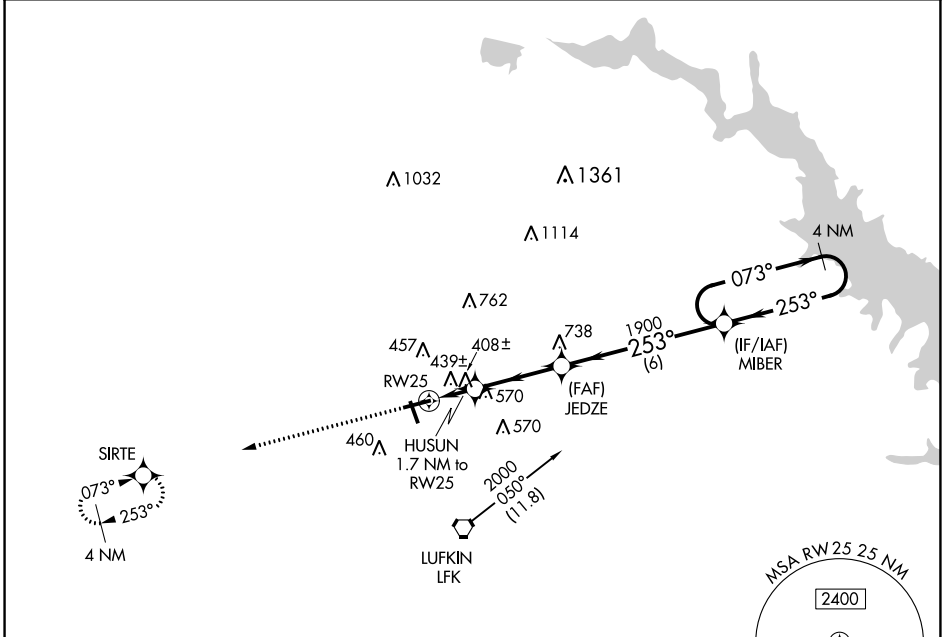 1032
1361
1114
4 NM
073°
253°
762
1900
253°
(6)
738
(IF/IAF)
MIBER
457
408±
439±
RW25
570
(FAF)
JEDZE
570
460
HUSUN
1.7 NM to
RW25
SIRTE
073°
253°
4 NM
2000
050°
(11.8)
LUFKIN
LFK
MSA RW25 25 NM
2400